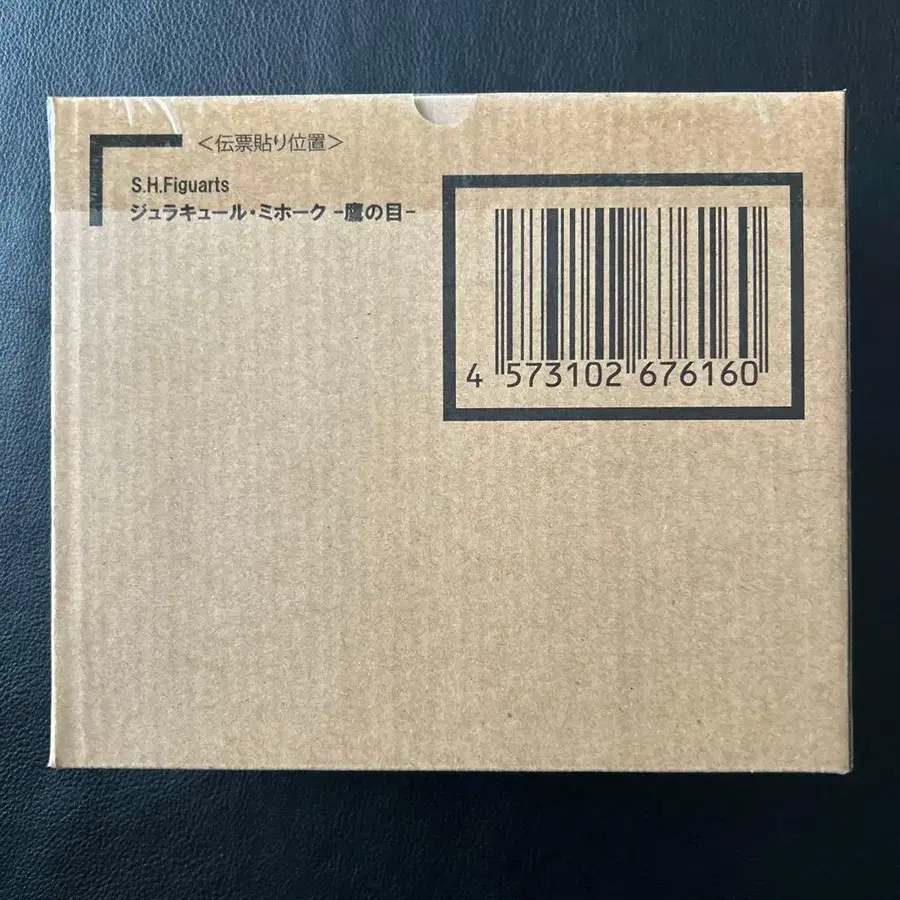 <伝票貼り位置>
S.H.Figuarts
ジュラキュール・ミホーク -鷹の目-
4 573102 676160